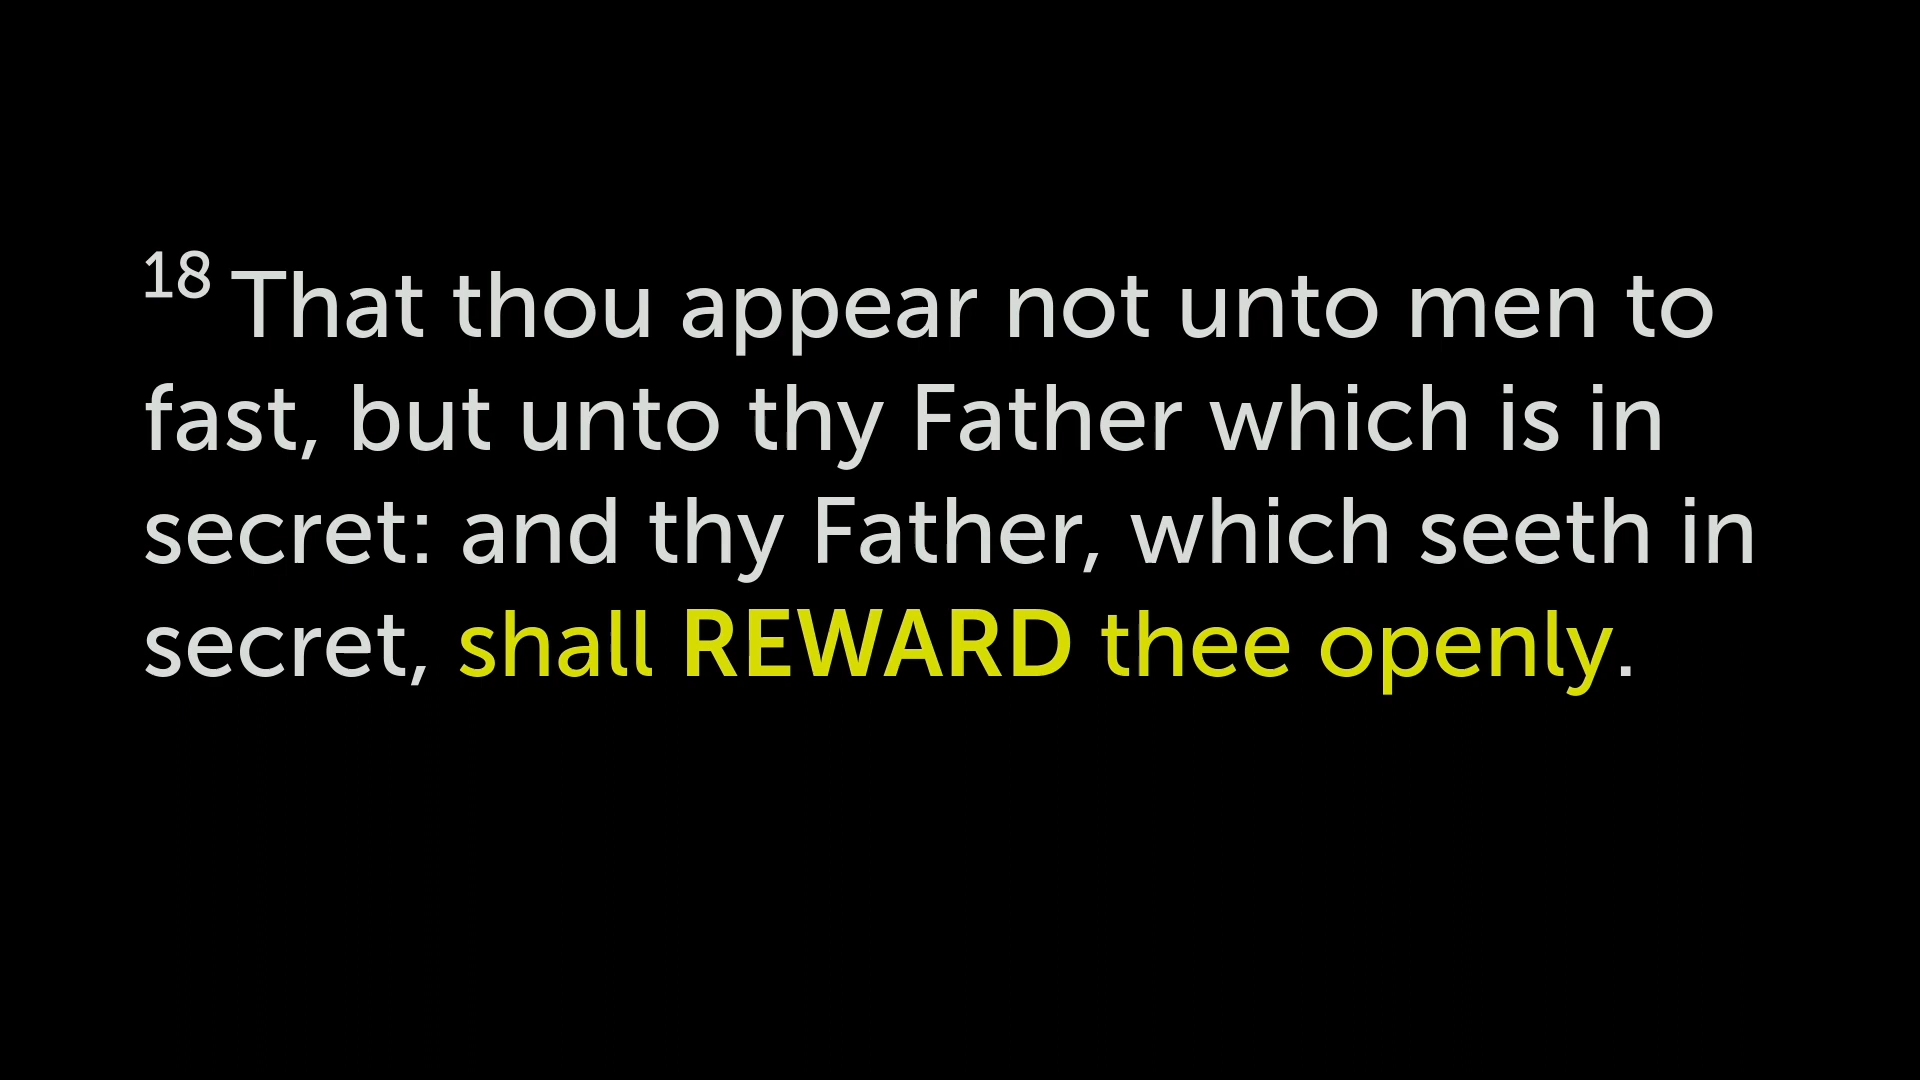 18 That thou appear not unto men to
fast, but unto thy Father which is in
secret: and thy Father, which seeth in
secret, shall REWARD thee openly.